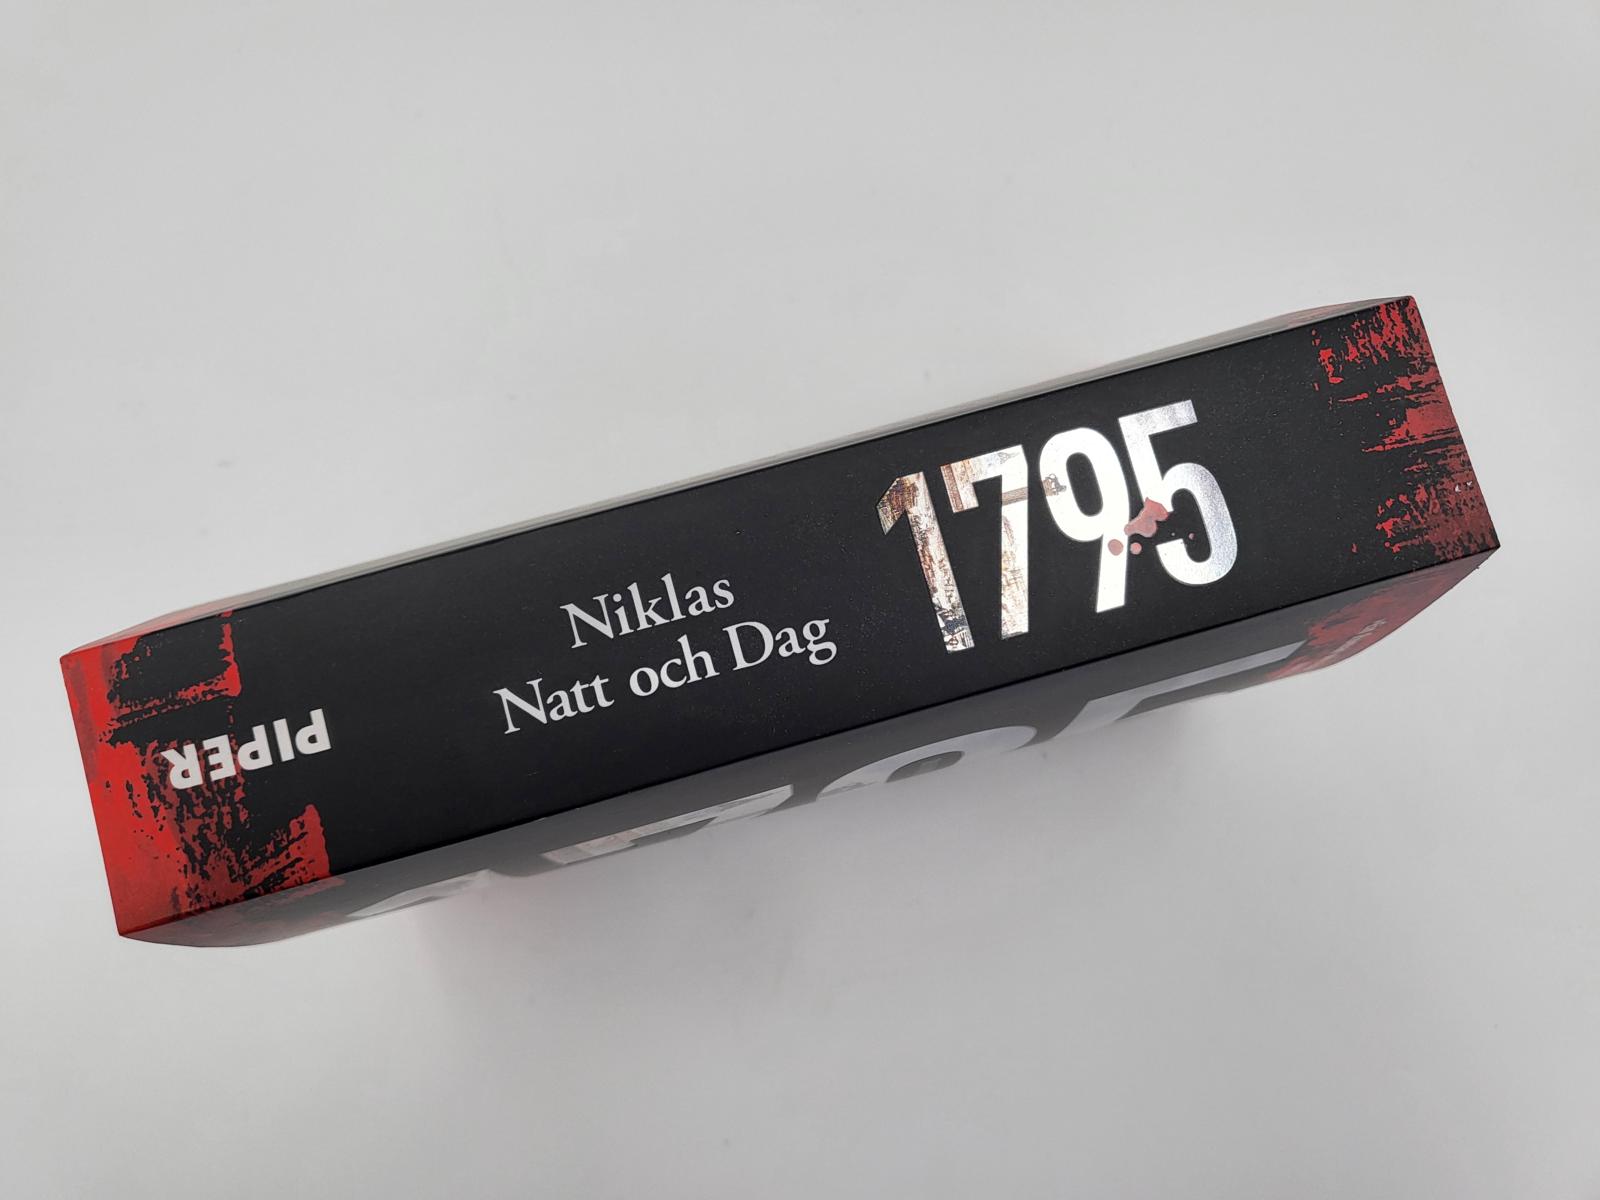 Niklas
Natt och Dag
1795
PIPER